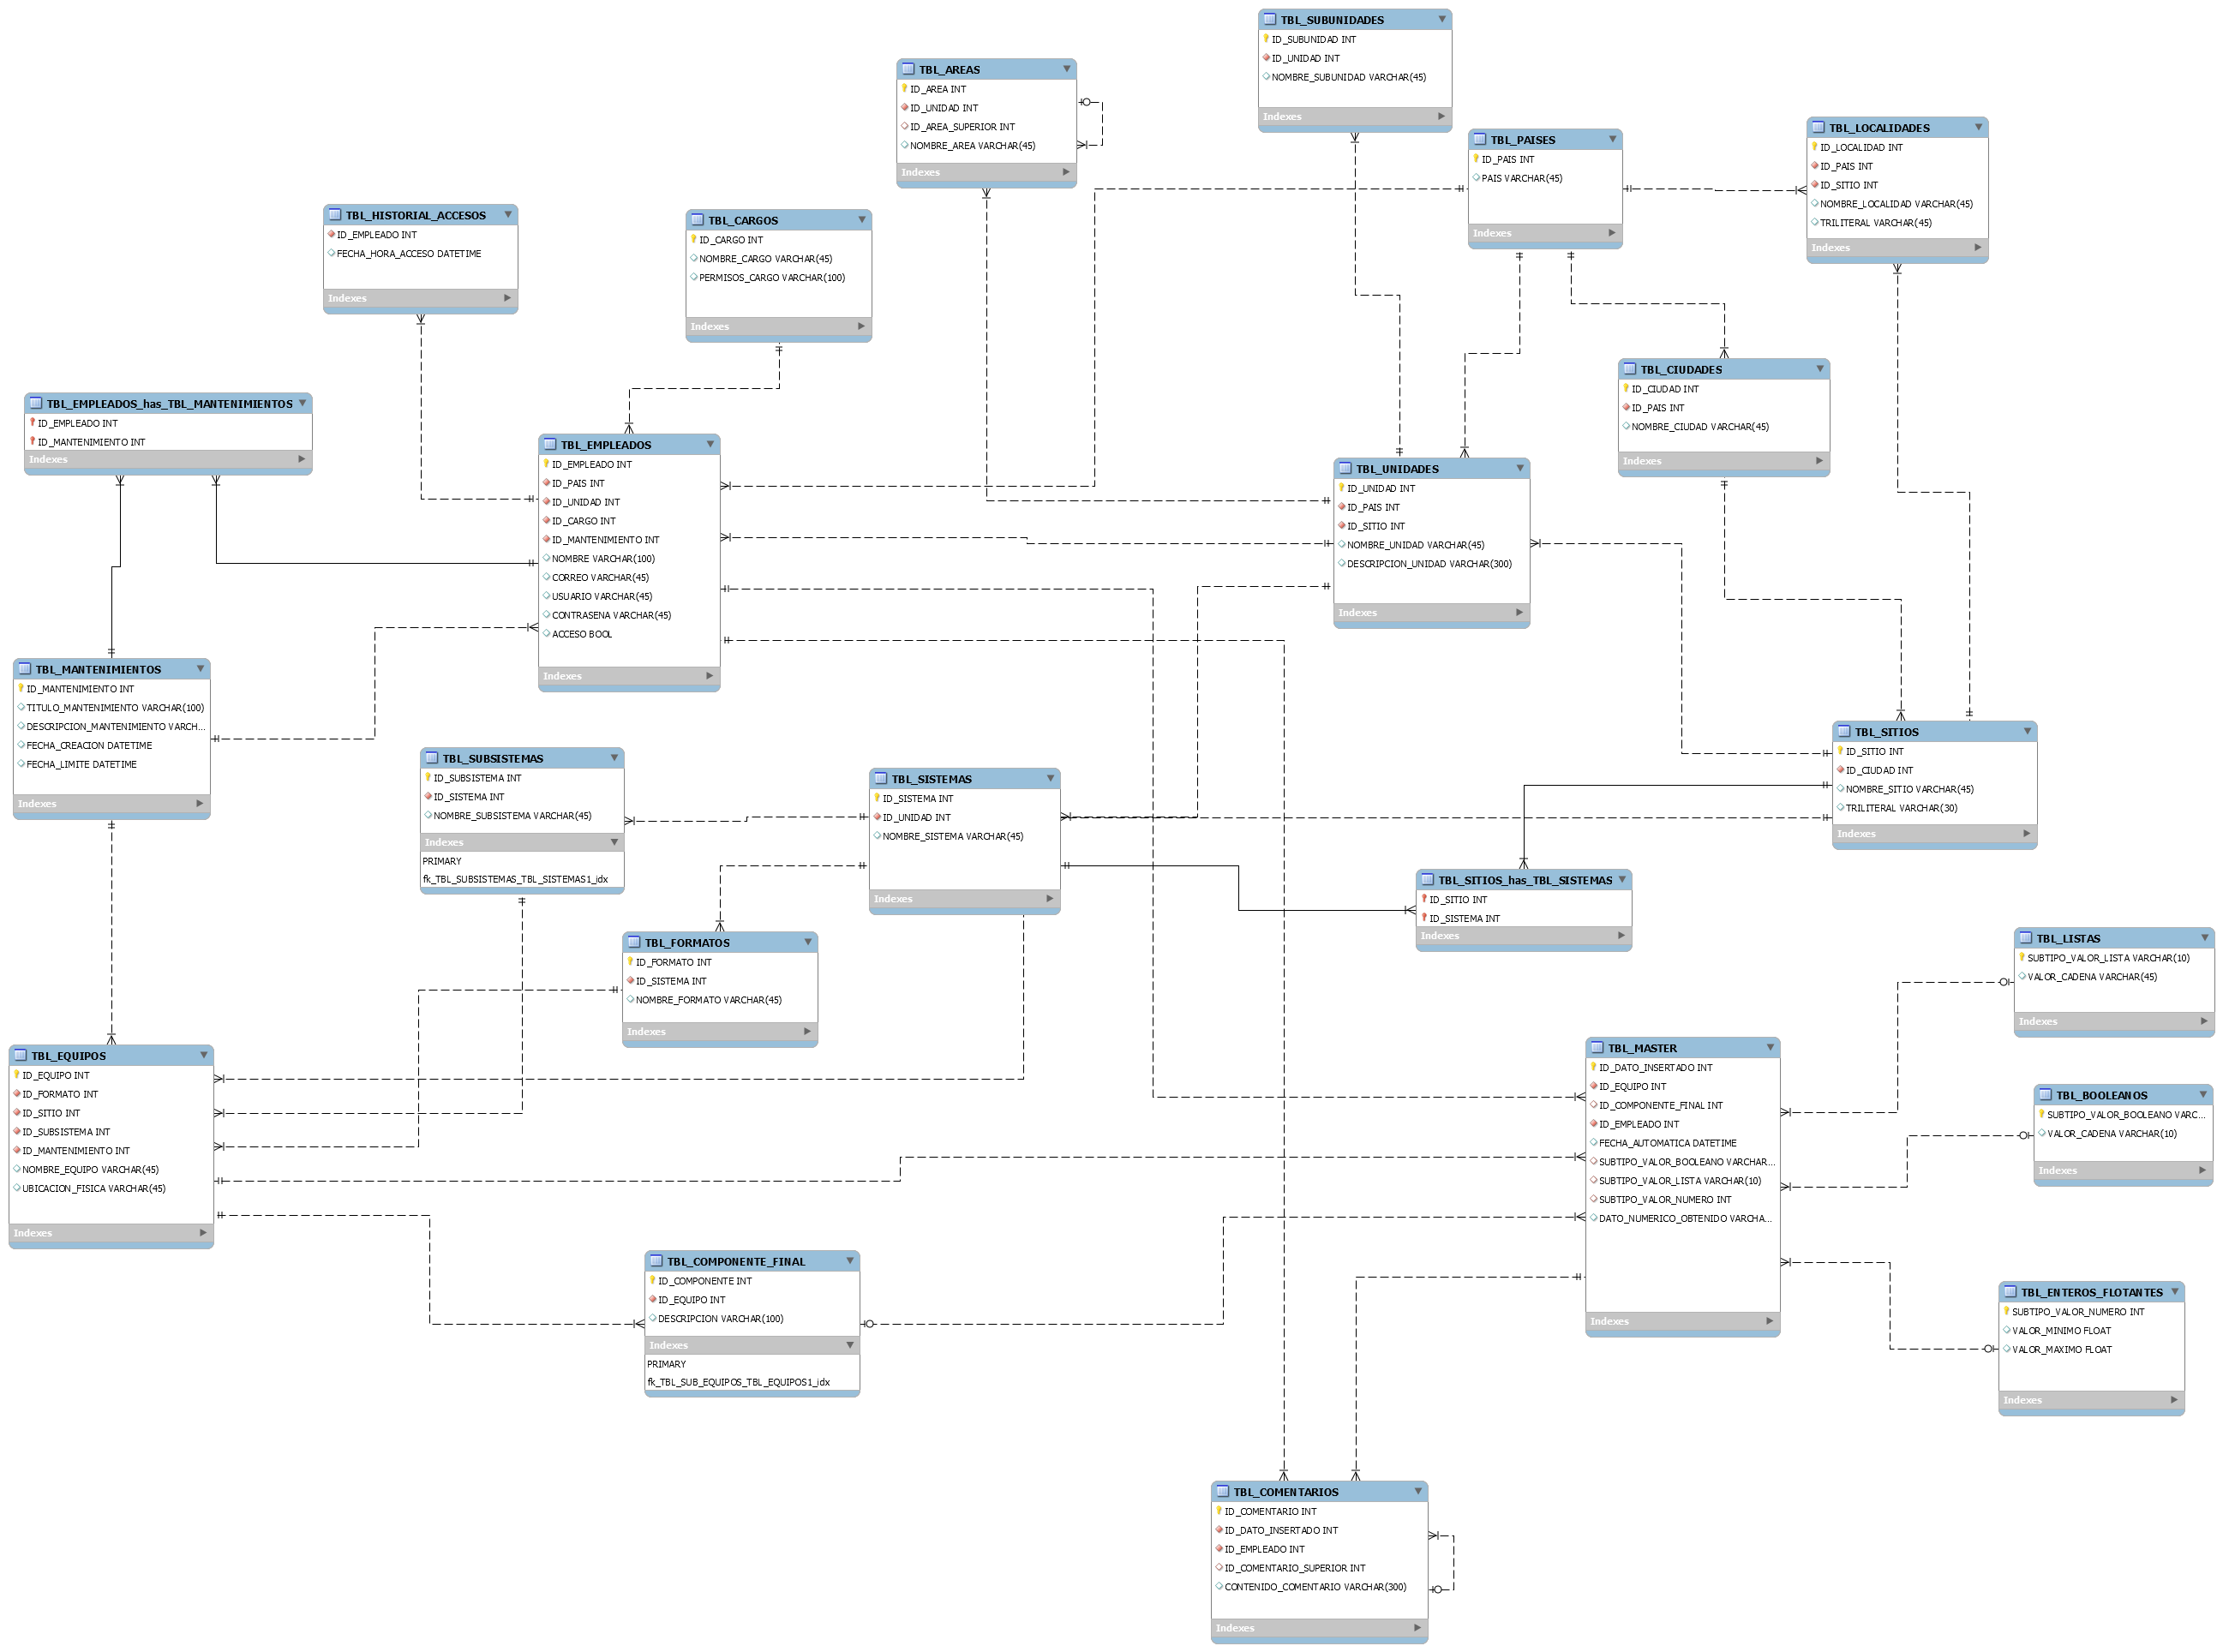 TBL_SUBUNIDADES
ID_SUBUNIDAD INT
ID_UNIDAD INT
NOMBRE_SUBUNIDAD VARCHAR(45)
Indexes
TBL_AREAS
ID_AREA INT
ID_UNIDAD INT
ID_AREA_SUPERIOR INT
NOMBRE_AREA VARCHAR(45)
Indexes
TBL_PAISES
ID_PAIS INT
PAIS VARCHAR(45)
Indexes
TBL_LOCALIDADES
ID_LOCALIDAD INT
ID_PAIS INT
ID_SITIO INT
NOMBRE_LOCALIDAD VARCHAR(45)
TRILITERAL VARCHAR(45)
Indexes
TBL_HISTORIAL_ACCESOS
ID_EMPLEADO INT
FECHA_HORA_ACCESO DATETIME
Indexes
TBL_CARGOS
ID_CARGO INT
NOMBRE_CARGO VARCHAR(45)
PERMISOS_CARGO VARCHAR(100)
Indexes
TBL_CIUDADES
ID_CIUDAD INT
ID_PAIS INT
NOMBRE_CIUDAD VARCHAR(45)
Indexes
TBL_EMPLEADOS_has_TBL_MANTENIMIENTOS
ID_EMPLEADO INT
ID_MANTENIMIENTO INT
Indexes
TBL_EMPLEADOS
ID_EMPLEADO INT
ID_PAIS INT
ID_UNIDAD INT
ID_CARGO INT
ID_MANTENIMIENTO INT
NOMBRE VARCHAR(100)
CORREO VARCHAR(45)
USUARIO VARCHAR(45)
CONTRASENA VARCHAR(45)
ACCESO BOOL
Indexes
TBL_UNIDADES
ID_UNIDAD INT
ID_PAIS INT
ID_SITIO INT
NOMBRE_UNIDAD VARCHAR(45)
DESCRIPCION_UNIDAD VARCHAR(300)
Indexes
TBL_MANTENIMIENTOS
ID_MANTENIMIENTO INT
TITULO_MANTENIMIENTO VARCHAR(100)
DESCRIPCION_MANTENIMIENTO VARCH...
FECHA_CREACION DATETIME
FECHA_LIMITE DATETIME
Indexes
TBL_SUBSISTEMAS
ID_SUBSISTEMA INT
ID_SISTEMA INT
NOMBRE_SUBSISTEMA VARCHAR(45)
Indexes
PRIMARY
fk_TBL_SUBSISTEMAS_TBL_SISTEMAS1_idx
TBL_SISTEMAS
ID_SISTEMA INT
ID_UNIDAD INT
NOMBRE_SISTEMA VARCHAR(45)
Indexes
TBL_SITIOS
ID_SITIO INT
ID_CIUDAD INT
NOMBRE_SITIO VARCHAR(45)
TRILITERAL VARCHAR(30)
Indexes
TBL_SITIOS_has_TBL_SISTEMAS
ID_SITIO INT
ID_SISTEMA INT
Indexes
TBL_FORMATOS
ID_FORMATO INT
ID_SISTEMA INT
NOMBRE_FORMATO VARCHAR(45)
Indexes
TBL_LISTAS
SUBTIPO_VALOR_LISTA VARCHAR(10)
VALOR_CADENA VARCHAR(45)
Indexes
TBL_EQUIPOS
ID_EQUIPO INT
ID_FORMATO INT
ID_SITIO INT
ID_SUBSISTEMA INT
ID_MANTENIMIENTO INT
NOMBRE_EQUIPO VARCHAR(45)
UBICACION_FISICA VARCHAR(45)
Indexes
TBL_MASTER
ID_DATO_INSERTADO INT
ID_EQUIPO INT
ID_COMPONENTE_FINAL INT
ID_EMPLEADO INT
FECHA_AUTOMATICA DATETIME
SUBTIPO_VALOR_BOOLEANO VARCHAR...
SUBTIPO_VALOR_LISTA VARCHAR(10)
SUBTIPO_VALOR_NUMERO INT
DATO_NUMERICO_OBTENIDO VARCHA...
Indexes
TBL_BOOLEANOS
SUBTIPO_VALOR_BOOLEANO VARC...
VALOR_CADENA VARCHAR(10)
Indexes
TBL_COMPONENTE_FINAL
ID_COMPONENTE INT
ID_EQUIPO INT
DESCRIPCION VARCHAR(100)
Indexes
PRIMARY
fk_TBL_SUB_EQUIPOS_TBL_EQUIPOS1_idx
TBL_ENTEROS_FLOTANTES
SUBTIPO_VALOR_NUMERO INT
VALOR_MINIMO FLOAT
VALOR_MAXIMO FLOAT
Indexes
TBL_COMENTARIOS
ID_COMENTARIO INT
ID_DATO_INSERTADO INT
ID_EMPLEADO INT
ID_COMENTARIO_SUPERIOR INT
CONTENIDO_COMENTARIO VARCHAR(300)
Indexes